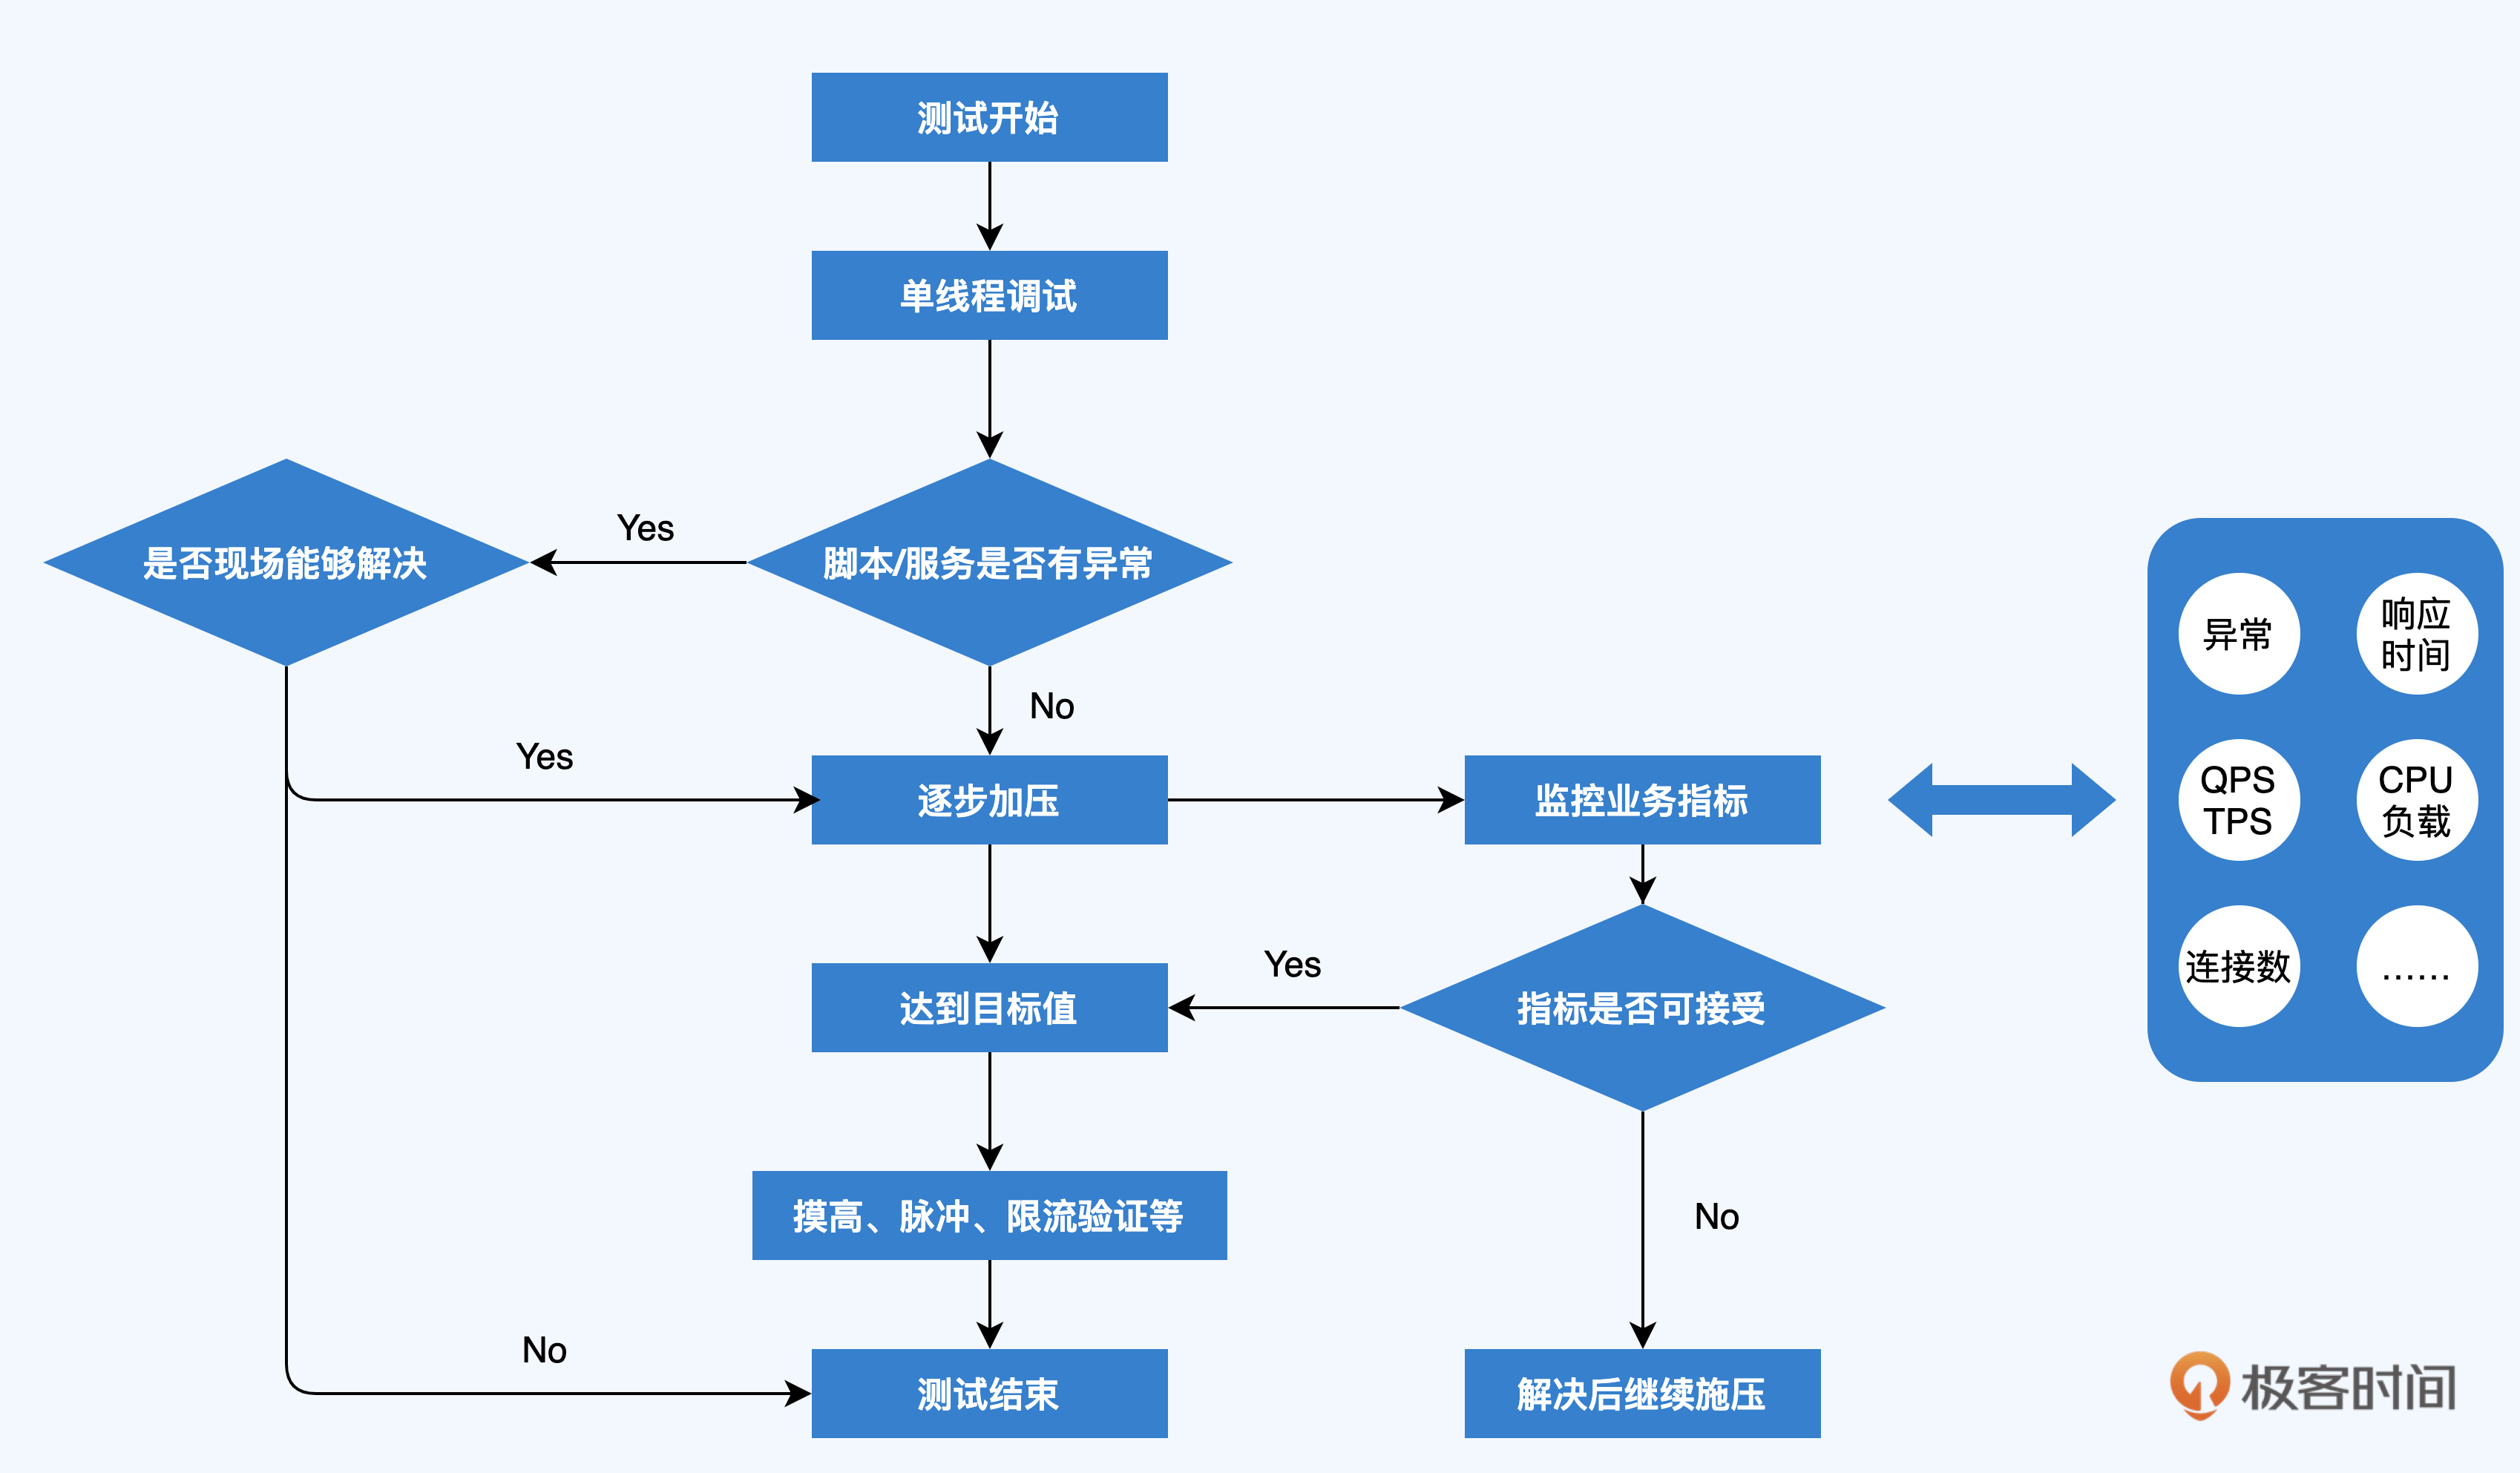 测试开始
单线程调试
是否现场能够解决
Yes
脚本/服务是否有异常
No
Yes
逐步加压
监控业务指标
异常
响应
时间
QPS
TPS
CPU
负载
连接数
……
达到目标值
Yes
指标是否可接受
摸高、脉冲、限流验证等
No
No
测试结束
解决后继续施压
极客时间